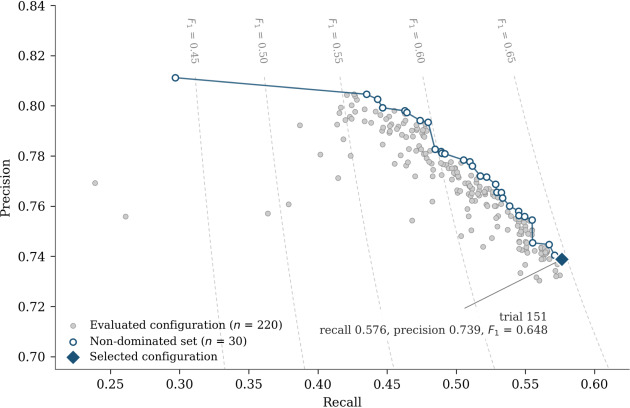 0.84
0.82
0.80
0.78
0.76
0.74
0.72
0.70
Precision
F1 = 0.45
F1 = 0.50
F1 = 0.55
F1 = 0.60
F1 = 0.65
trial 151
recall 0.576, precision 0.739, F1 = 0.648
Evaluated configuration (n = 220)
Non-dominated set (n = 30)
Selected configuration
0.25
0.30
0.35
0.40
0.45
0.50
0.55
0.60
Recall